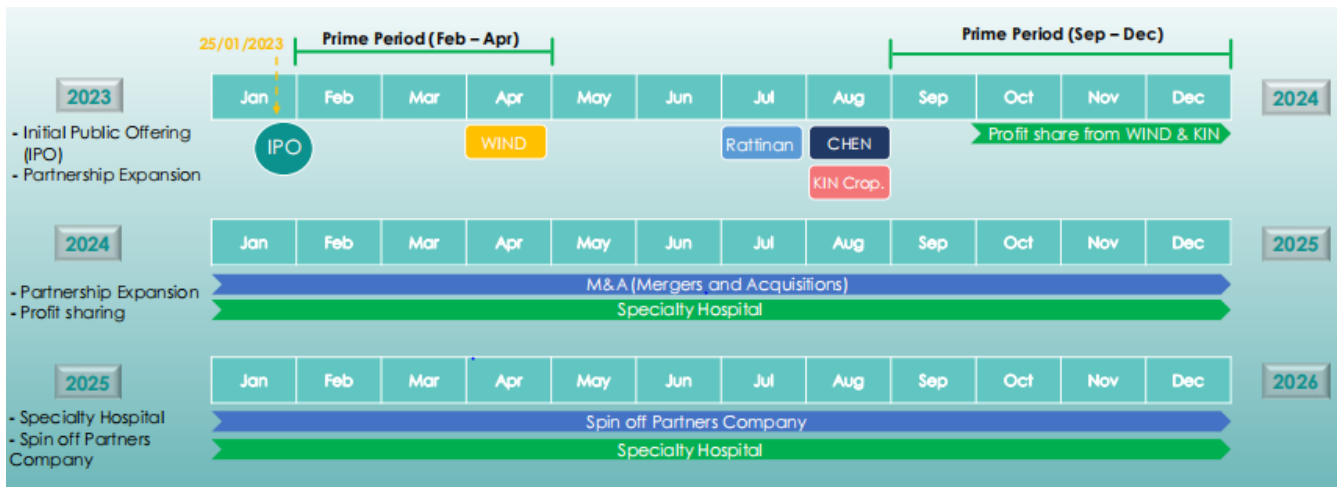 25/01/2023
Prime Period (Feb – Apr)
Prime Period (Sep – Dec)
2023
Jan Feb Mar Apr May Jun Jul Aug Sep Oct Nov Dec
2024
- Initial Public Offering
(IPO)
- Partnership Expansion
IPO
WIND
Rattinan
CHEN
KIN Crop.
Profit share from WIND & KIN
2024
Jan Feb Mar Apr May Jun Jul Aug Sep Oct Nov Dec
2025
- Partnership Expansion
- Profit sharing
M&A (Mergers and Acquisitions)
Specialty Hospital
2025
Jan Feb Mar Apr May Jun Jul Aug Sep Oct Nov Dec
2026
- Specialty Hospital
- Spin off Partners
Company
Spin off Partners Company
Specialty Hospital